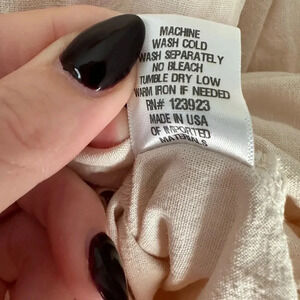 MACHINE
WASH COLD
WASH SEPARATELY
NO BLEACH
TUMBLE DRY LOW
WARM IRON IF NEEDED
RN# 123923
MADE IN USA
OF IMPORTED
MATERIALS